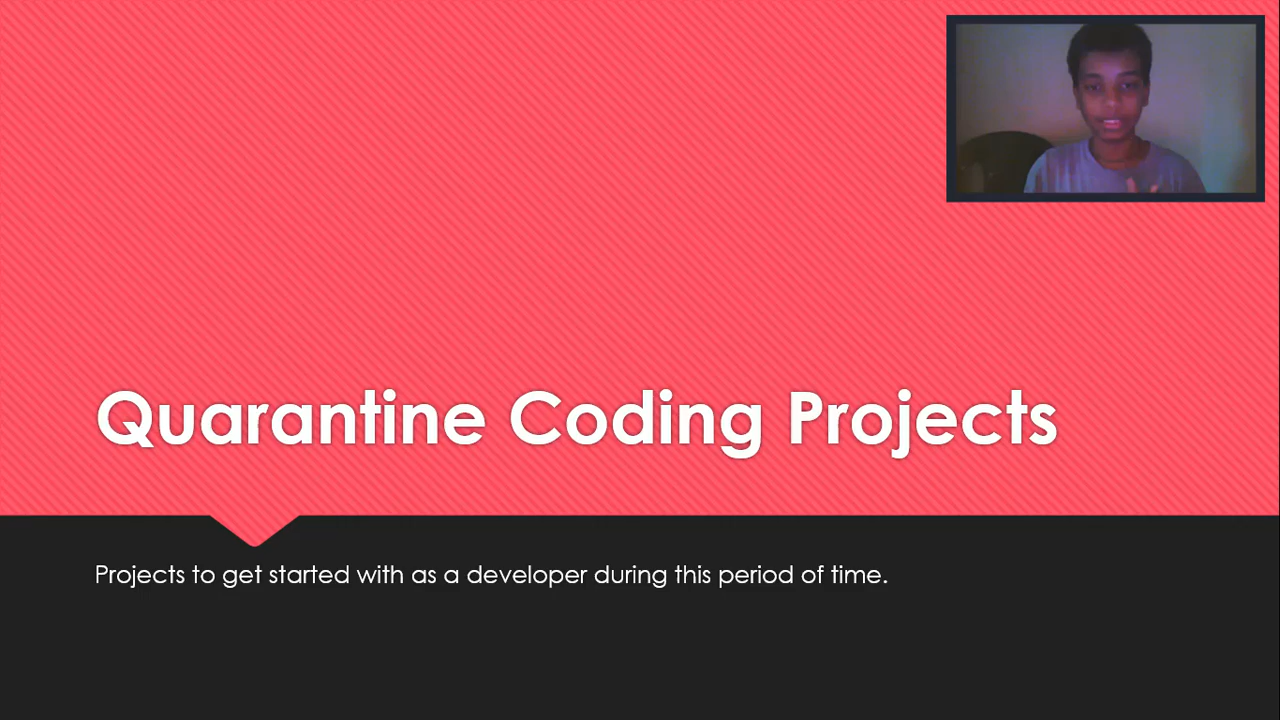 Quarantine Coding Projects
Projects to get started with as a developer during this period of time.